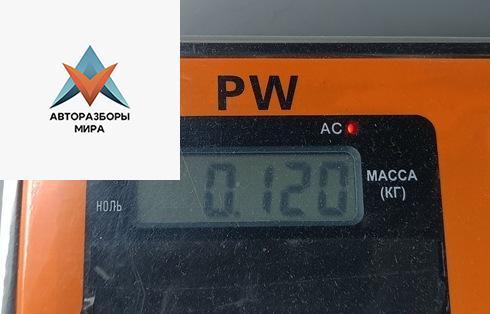 АВТОРАЗБОРЫ
МИРА
PW
AC
0.120
МАССА
(КГ)
НОЛЬ